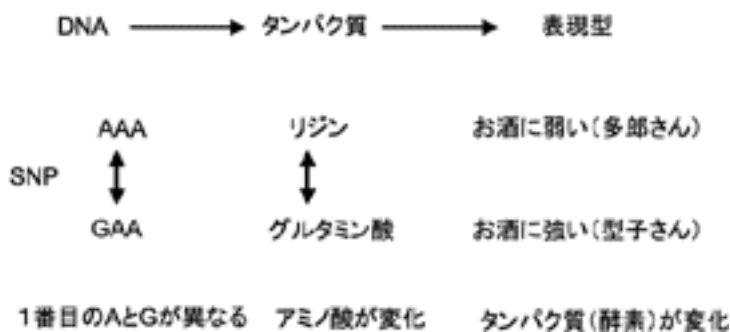 DNA タンパク質 表現型
AAA リジン お酒に弱い(多郎さん)
SNP
GAA グルタミン酸 お酒に強い(型子さん)
1番目のAとGが異なる アミノ酸が変化 タンパク質(酵素)が変化